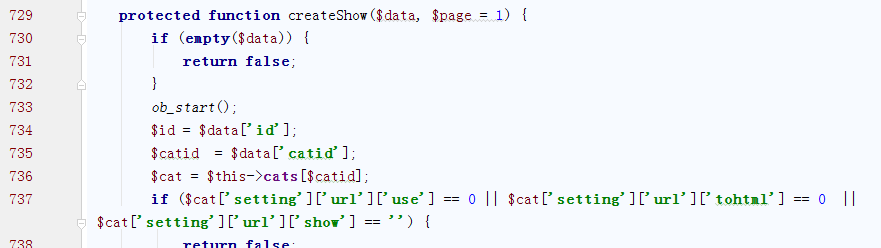 729 protected function createShow($data, $page = 1) {
730 if (empty($data)) {
731 return false;
732 }
733 ob_start();
734 $id = $data['id'];
735 $catid = $data['catid'];
736 $cat = $this->cats[$catid];
737 if ($cat['setting']['url']['use'] == 0 || $cat['setting']['url']['tohtml'] == 0 ||
$cat['setting']['url']['show'] == '') {
738 return false;